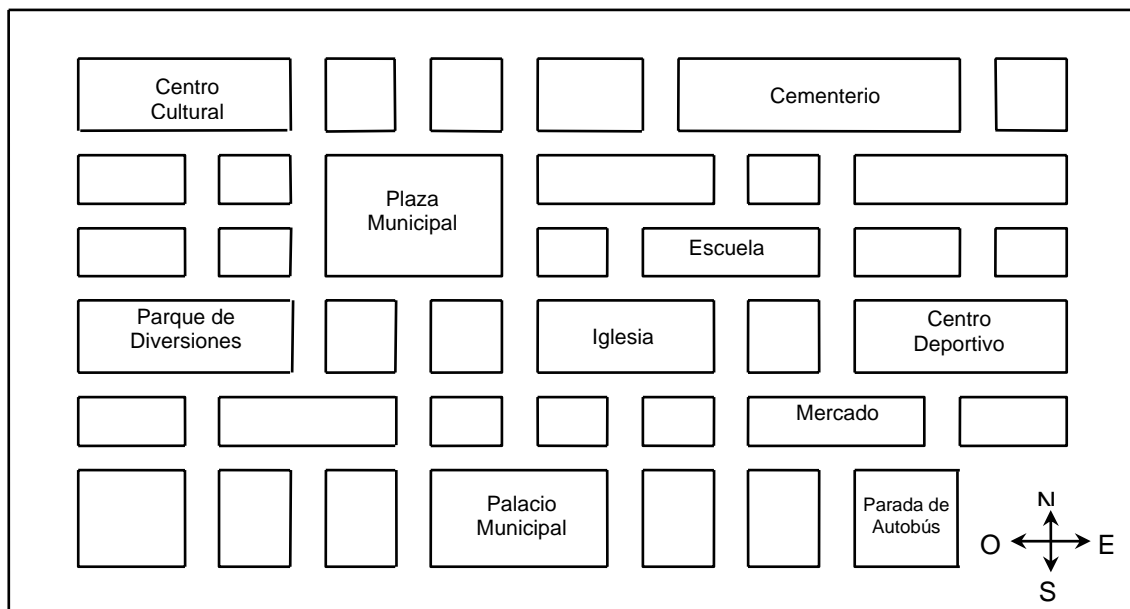 Centro
Cultural
Cementerio
Plaza
Municipal
Escuela
Parque de
Diversiones
Iglesia
Centro
Deportivo
Mercado
Palacio
Municipal
Parada de
Autobús
N
O
E
S